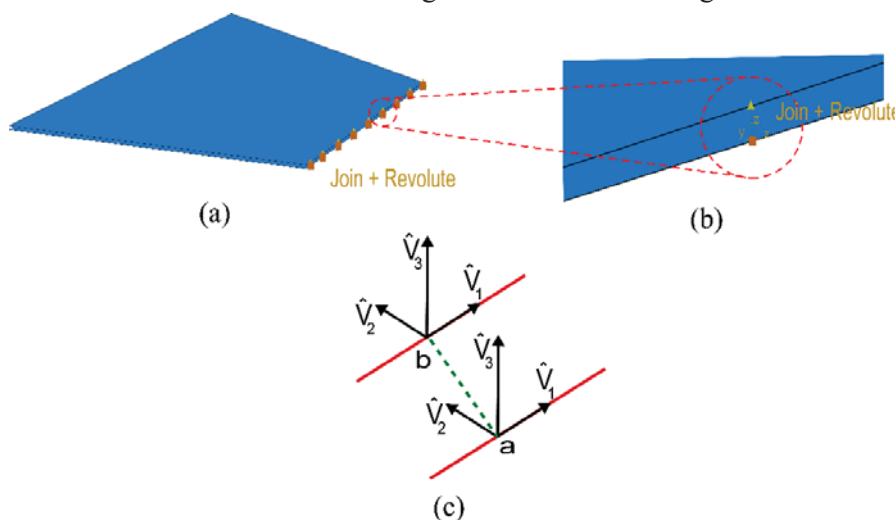 Join + Revolute
(a)
z
y
Join + Revolute
(b)
V̂3
V̂1
V̂2
b
V̂3
V̂1
V̂2
a
(c)